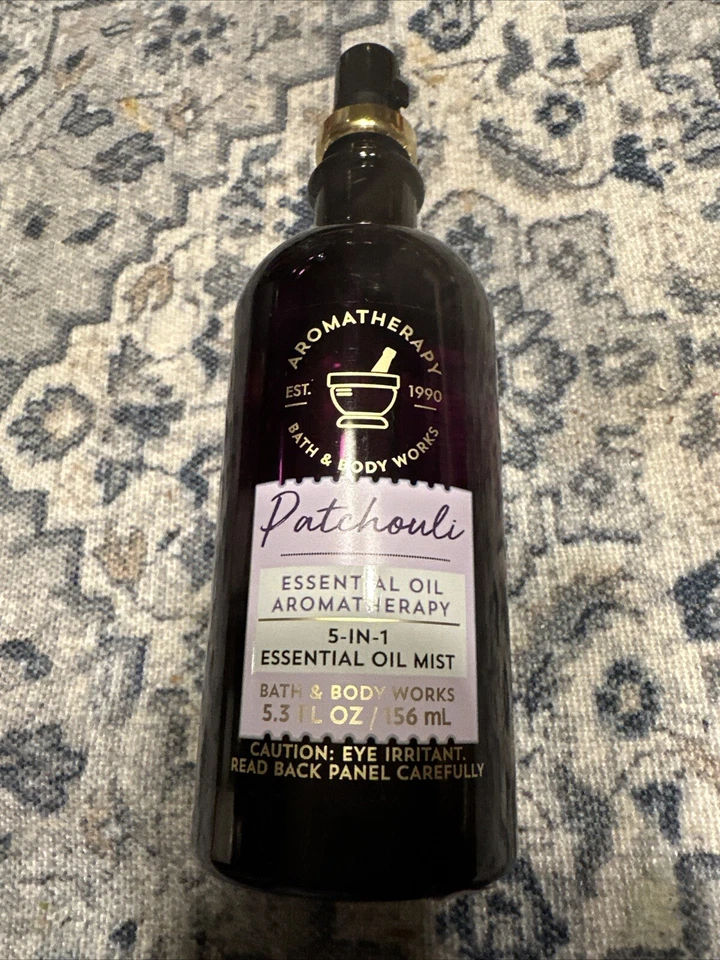 AROMATHERAPY
EST. 1990
BATH & BODY WORKS
Patchouli
ESSENTIAL OIL
AROMATHERAPY
5-IN-1
ESSENTIAL OIL MIST
BATH & BODY WORKS
5.3 FL OZ / 156 mL
CAUTION: EYE IRRITANT.
READ BACK PANEL CAREFULLY